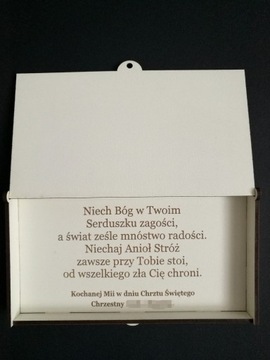 Niech Bóg w Twoim
Serduszku zagości,
a świat ześle mnóstwo radości.
Niechaj Anioł Stróż
zawsze przy Tobie stoi,
od wszelkiego zła Cię chroni.
Kochanej Mii w dniu Chrztu Świętego
Chrzestny